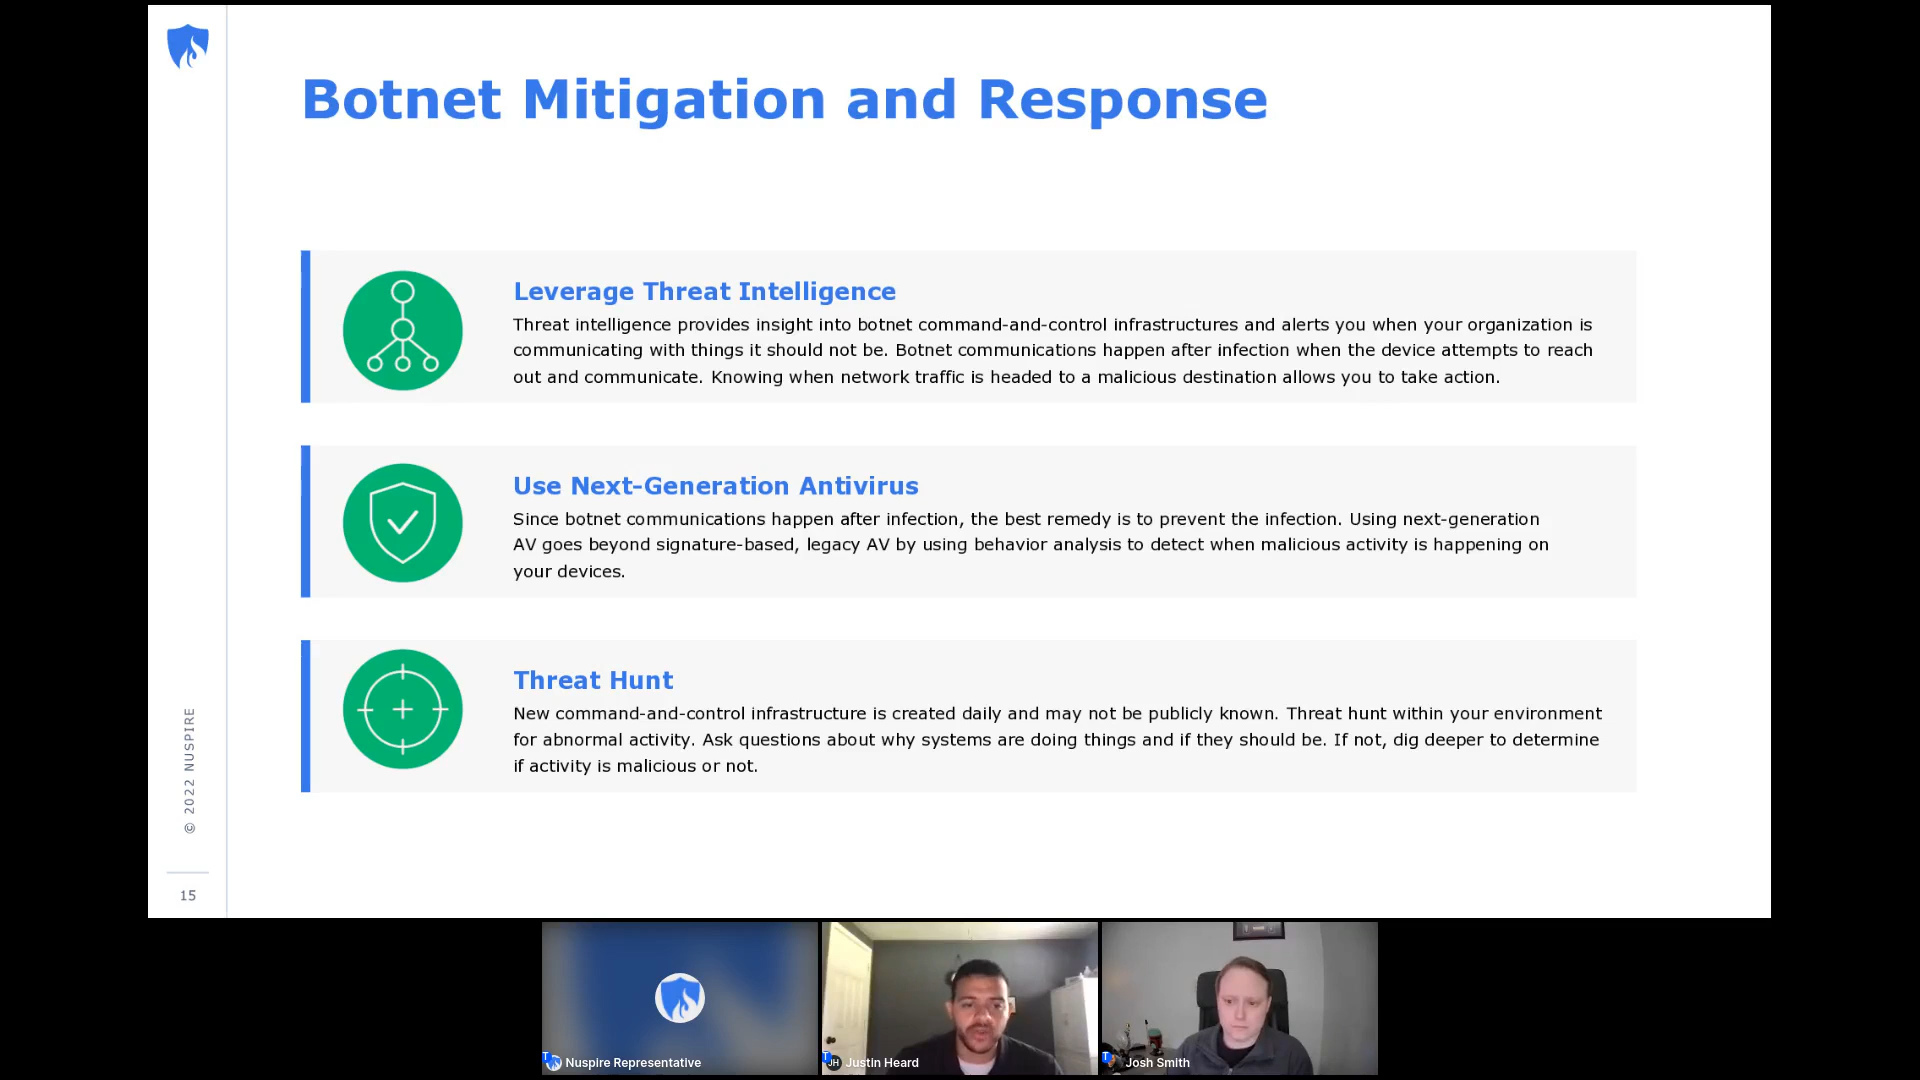 Botnet Mitigation and Response
Leverage Threat Intelligence
Threat intelligence provides insight into botnet command-and-control infrastructures and alerts you when your organization is
communicating with things it should not be. Botnet communications happen after infection when the device attempts to reach
out and communicate. Knowing when network traffic is headed to a malicious destination allows you to take action.
Use Next-Generation Antivirus
Since botnet communications happen after infection, the best remedy is to prevent the infection. Using next-generation
AV goes beyond signature-based, legacy AV by using behavior analysis to detect when malicious activity is happening on
your devices.
Threat Hunt
New command-and-control infrastructure is created daily and may not be publicly known. Threat hunt within your environment
for abnormal activity. Ask questions about why systems are doing things and if they should be. If not, dig deeper to determine
if activity is malicious or not.
© 2022 NUSPIRE
15
T Nuspire Representative
T JH Justin Heard
T Josh Smith